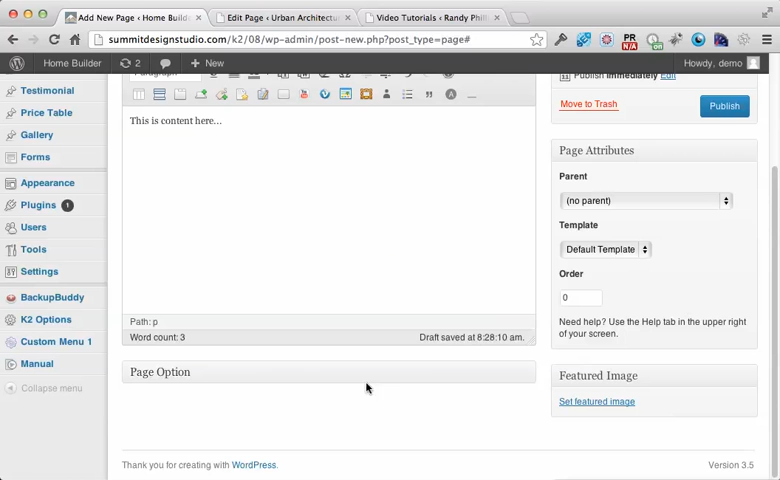 Add New Page ‹ Home Build
Edit Page ‹ Urban Architectu
Video Tutorials ‹ Randy Phill
summitdesignstudio.com/k2/08/wp-admin/post-new.php?post_type=page#
PR
N/A
Home Builder
2
+ New
Howdy, demo
Testimonial
Price Table
Gallery
Forms
Appearance
Plugins 1
Users
Tools
Settings
BackupBuddy
K2 Options
Custom Menu 1
Manual
Collapse menu
Paragraph
This is content here...
Path: p
Word count: 3
Draft saved at 8:28:10 am.
Page Option
Publish immediately Edit
Move to Trash
Publish
Page Attributes
Parent
(no parent)
Template
Default Template
Order
0
Need help? Use the Help tab in the upper right
of your screen.
Featured Image
Set featured image
Thank you for creating with WordPress.
Version 3.5